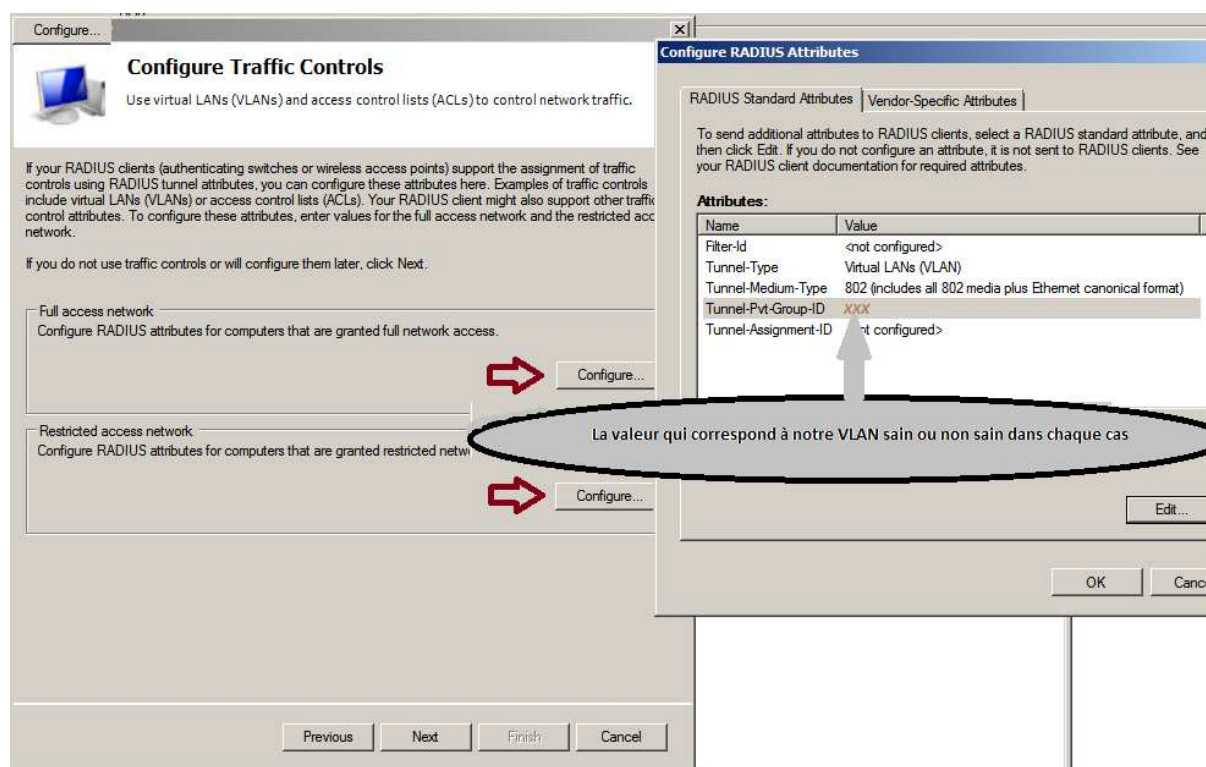 Configure...
Configure Traffic Controls
Use virtual LANs (VLANs) and access control lists (ACLs) to control network traffic.
If your RADIUS clients (authenticating switches or wireless access points) support the assignment of traffic
controls using RADIUS tunnel attributes, you can configure these attributes here. Examples of traffic controls
include virtual LANs (VLANs) or access control lists (ACLs). Your RADIUS client might also support other traffic
control attributes. To configure these attributes, enter values for the full access network and the restricted
network.
If you do not use traffic controls or will configure them later, click Next.
Full access network
Configure RADIUS attributes for computers that are granted full network access.
Configure...
Restricted access network
Configure RADIUS attributes for computers that are granted restricted
Configure...
Previous
Next
Finish
Cancel
Configure RADIUS Attributes
RADIUS Standard Attributes
Vendor-Specific Attributes
To send additional attributes to RADIUS clients, select a RADIUS standard attribute, and
then click Edit. If you do not configure an attribute, it is not sent to RADIUS clients. See
your RADIUS client documentation for required attributes.
Attributes:
Name Value
Filter-Id <not configured>
Tunnel-Type Virtual LANs (VLAN)
Tunnel-Medium-Type 802 (includes all 802 media plus Ethernet canonical format)
Tunnel-Pvt-Group-ID XXX
Tunnel-Assignment-ID configured>
La valeur qui correspond à notre VLAN sain ou non sain dans chaque cas
Edit...
OK